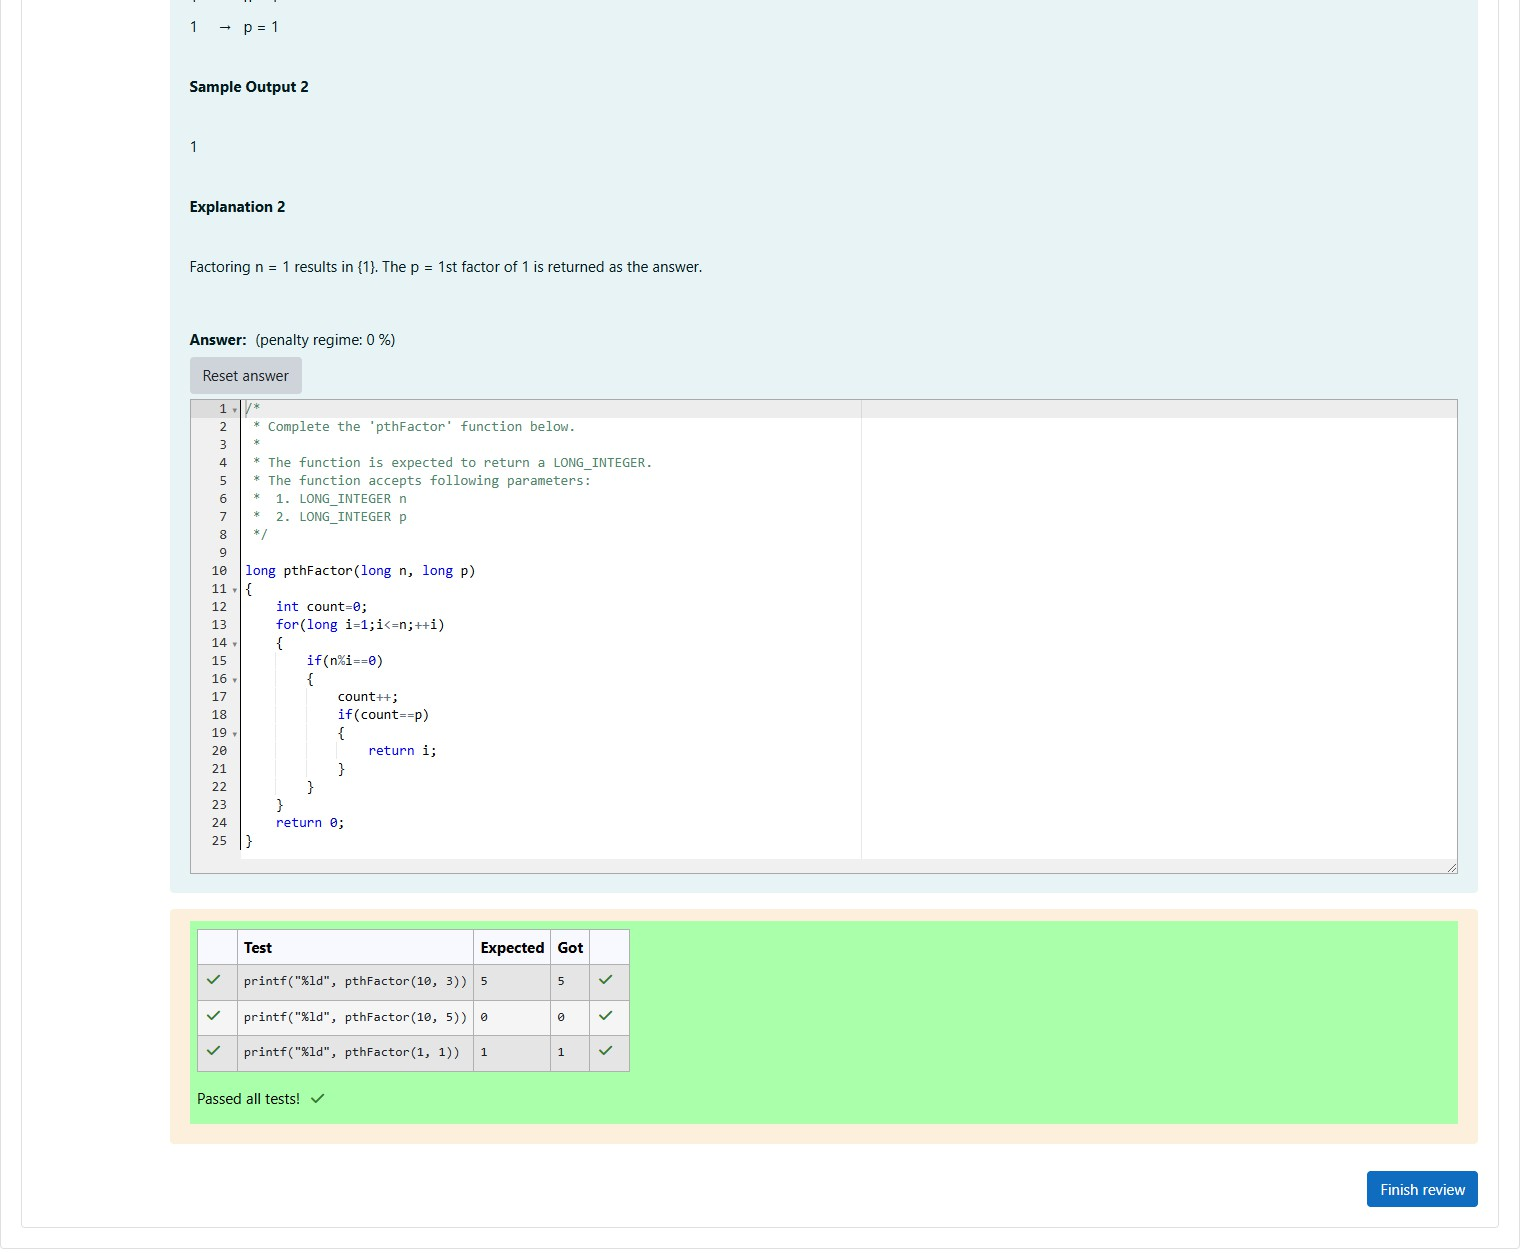 1 → p = 1
Sample Output 2
1
Explanation 2
Factoring n = 1 results in {1}. The p = 1st factor of 1 is returned as the answer.
Answer: (penalty regime: 0 %)
Reset answer
1 /*
2 * Complete the 'pthFactor' function below.
3 *
4 * The function is expected to return a LONG_INTEGER.
5 * The function accepts following parameters:
6 *  1. LONG_INTEGER n
7 *  2. LONG_INTEGER p
8 */
9
10 long pthFactor(long n, long p)
11 {
12     int count=0;
13     for(long i=1;i<=n;++i)
14     {
15         if(n%i==0)
16         {
17             count++;
18             if(count==p)
19             {
20                 return i;
21             }
22         }
23     }
24     return 0;
25 }
Test Expected Got
printf("%ld", pthFactor(10, 3)) 5 5
printf("%ld", pthFactor(10, 5)) 0 0
printf("%ld", pthFactor(1, 1)) 1 1
Passed all tests!
Finish review